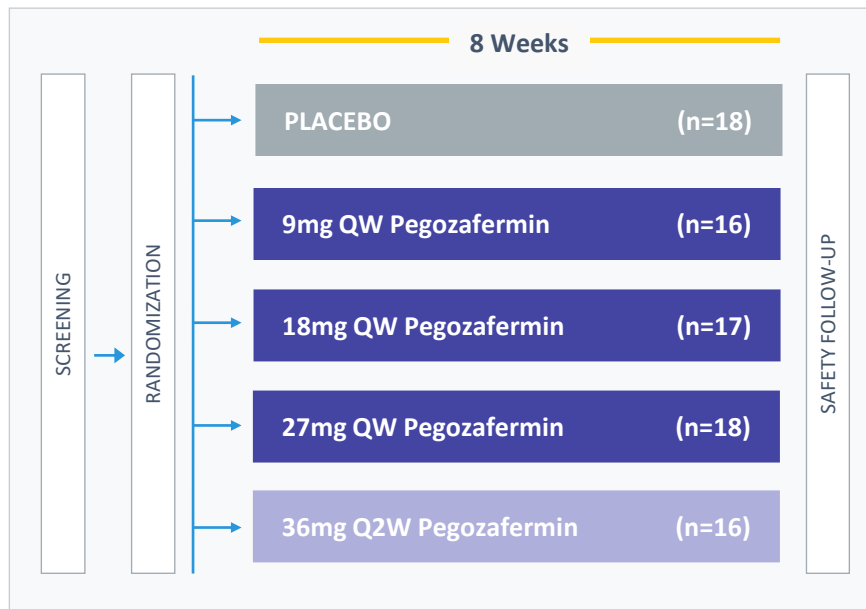 8 Weeks
SCREENING
RANDOMIZATION
PLACEBO (n=18)
9mg QW Pegozafermin (n=16)
18mg QW Pegozafermin (n=17)
27mg QW Pegozafermin (n=18)
36mg Q2W Pegozafermin (n=16)
SAFETY FOLLOW-UP